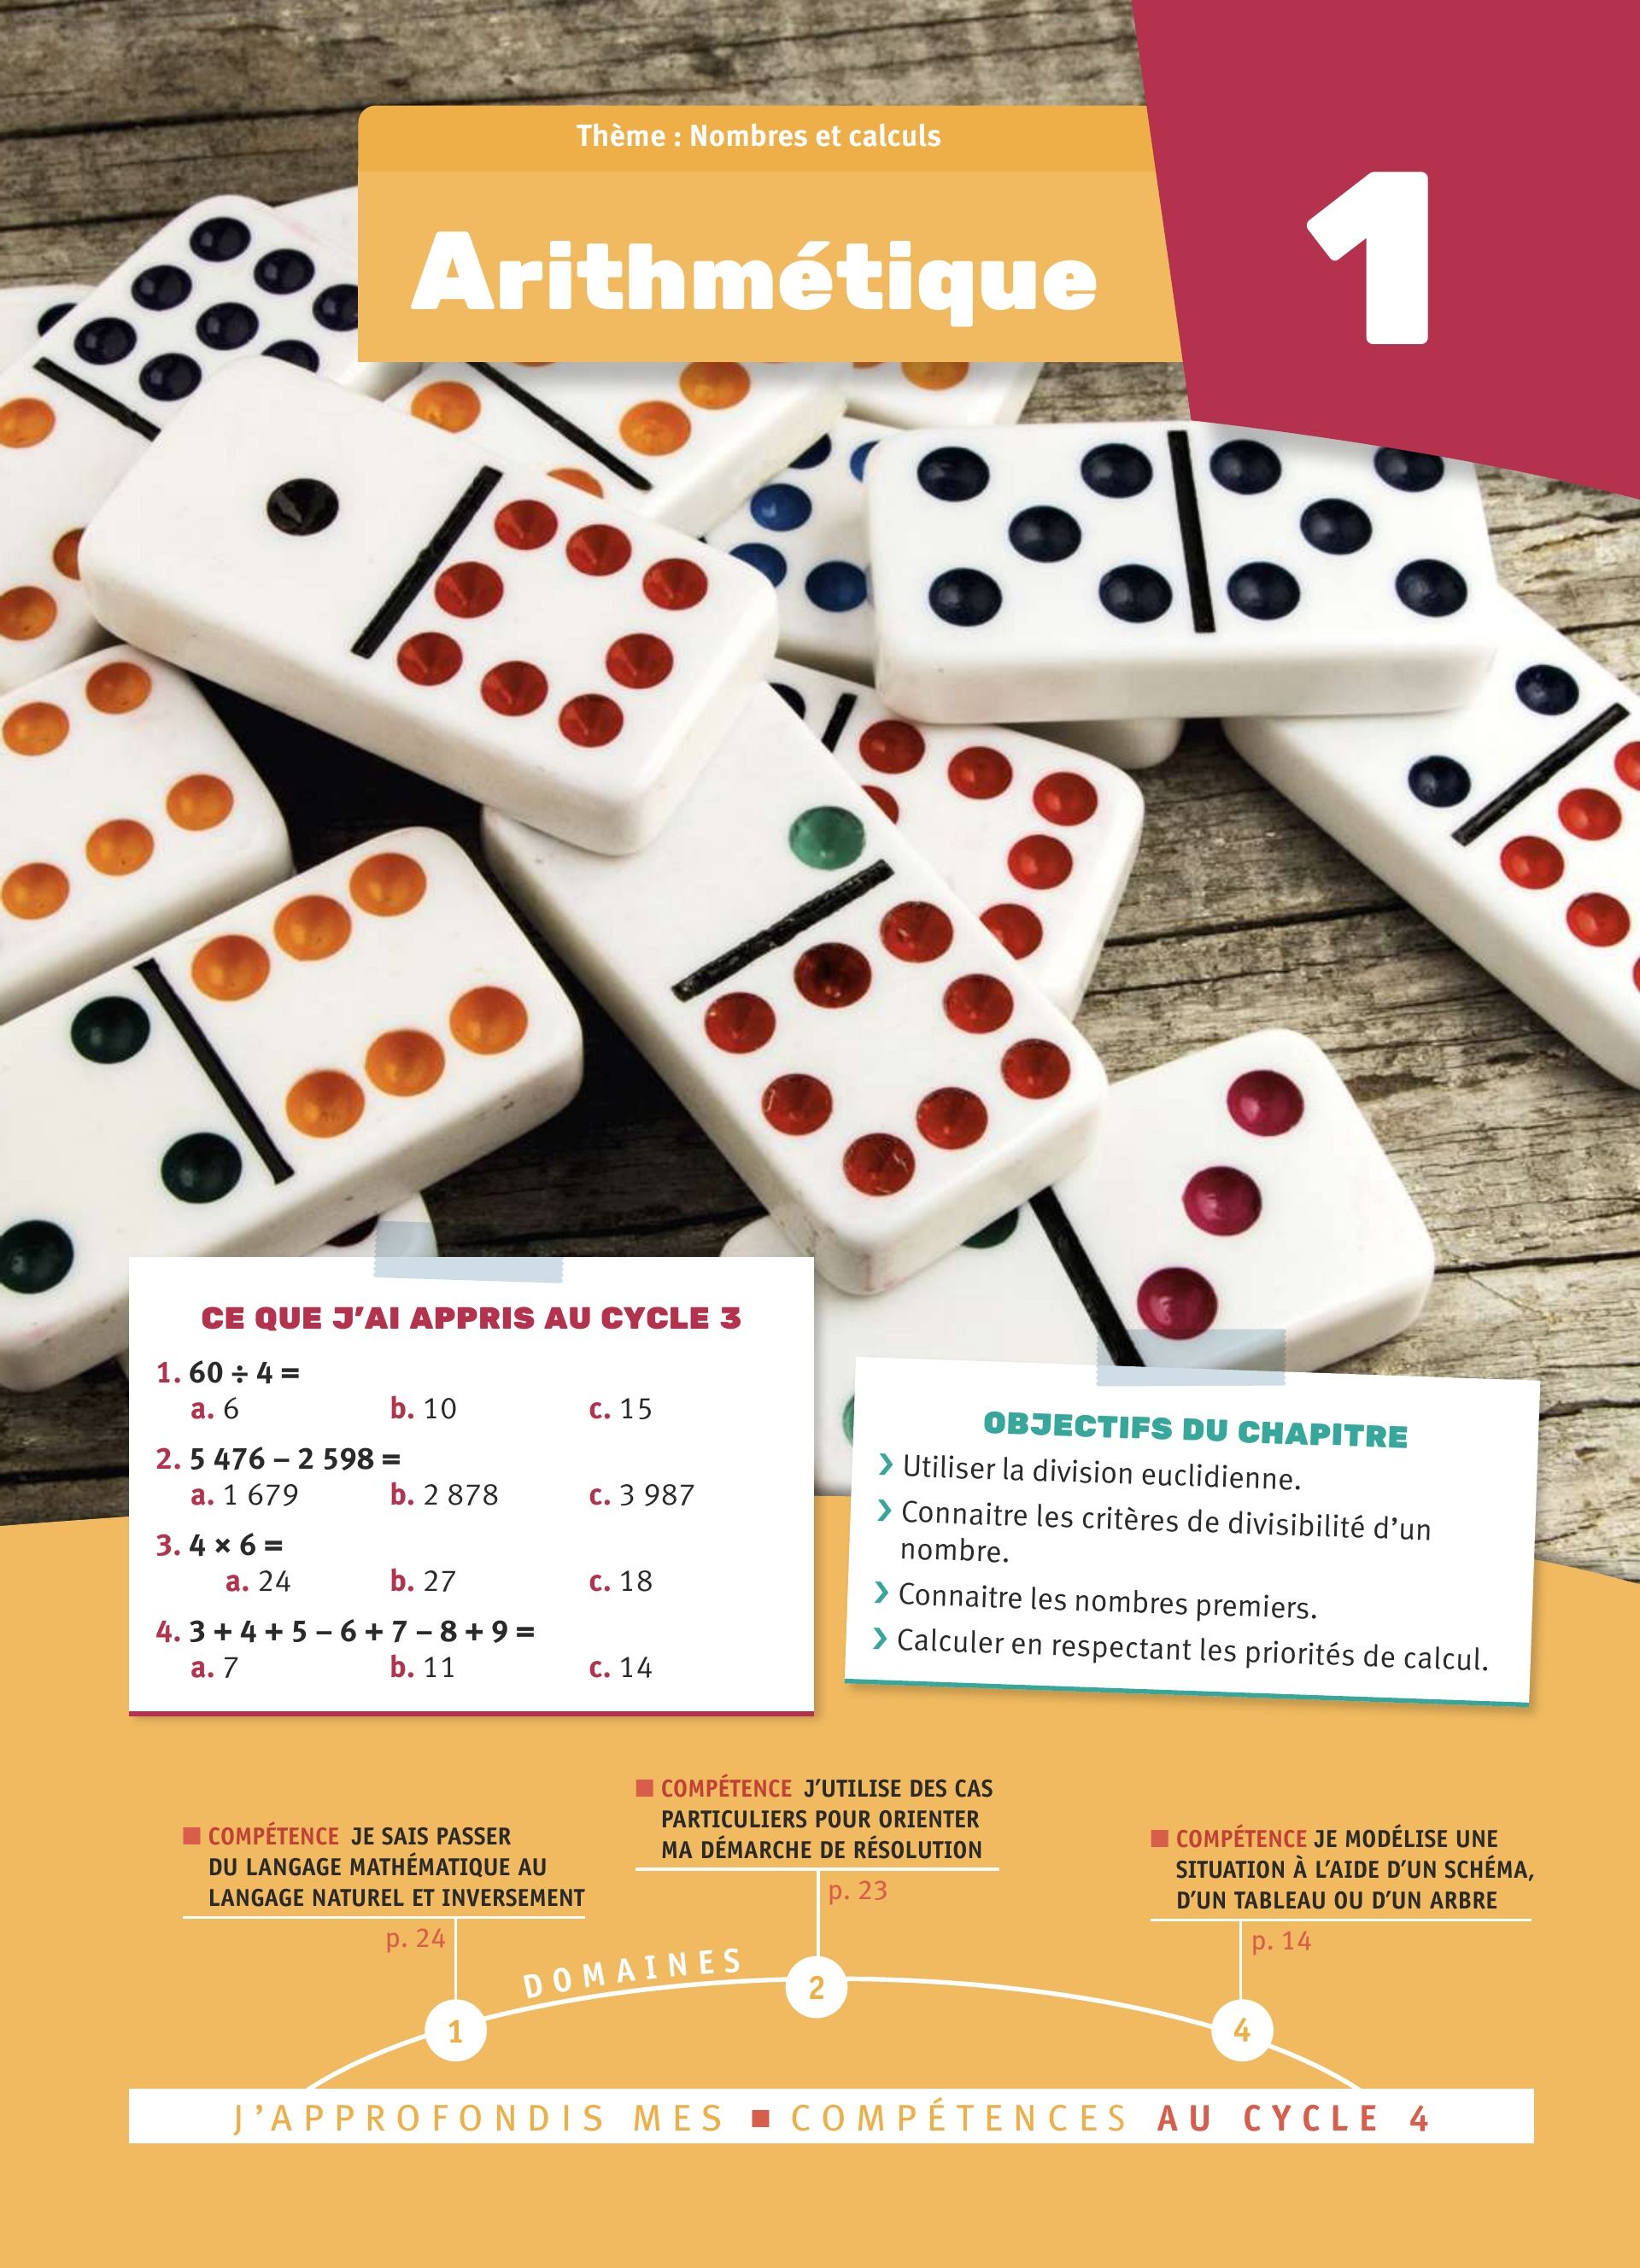 Thème : Nombres et calculs
Arithmétique
1
CE QUE J'AI APPRIS AU CYCLE 3
1. 60 ÷ 4 =
a. 6 b. 10 c. 15
2. 5 476 – 2 598 =
a. 1 679 b. 2 878 c. 3 987
3. 4 × 6 =
a. 24 b. 27 c. 18
4. 3 + 4 + 5 – 6 + 7 – 8 + 9 =
a. 7 b. 11 c. 14
OBJECTIFS DU CHAPITRE
› Utiliser la division euclidienne.
› Connaitre les critères de divisibilité d'un
nombre.
› Connaitre les nombres premiers.
› Calculer en respectant les priorités de calcul.
■ COMPÉTENCE JE SAIS PASSER
DU LANGAGE MATHÉMATIQUE AU
LANGAGE NATUREL ET INVERSEMENT
p. 24
■ COMPÉTENCE J'UTILISE DES CAS
PARTICULIERS POUR ORIENTER
MA DÉMARCHE DE RÉSOLUTION
p. 23
■ COMPÉTENCE JE MODÉLISE UNE
SITUATION À L'AIDE D'UN SCHÉMA,
D'UN TABLEAU OU D'UN ARBRE
p. 14
DOMAINES
1
2
4
J'APPROFONDIS MES ■ COMPÉTENCES AU CYCLE 4